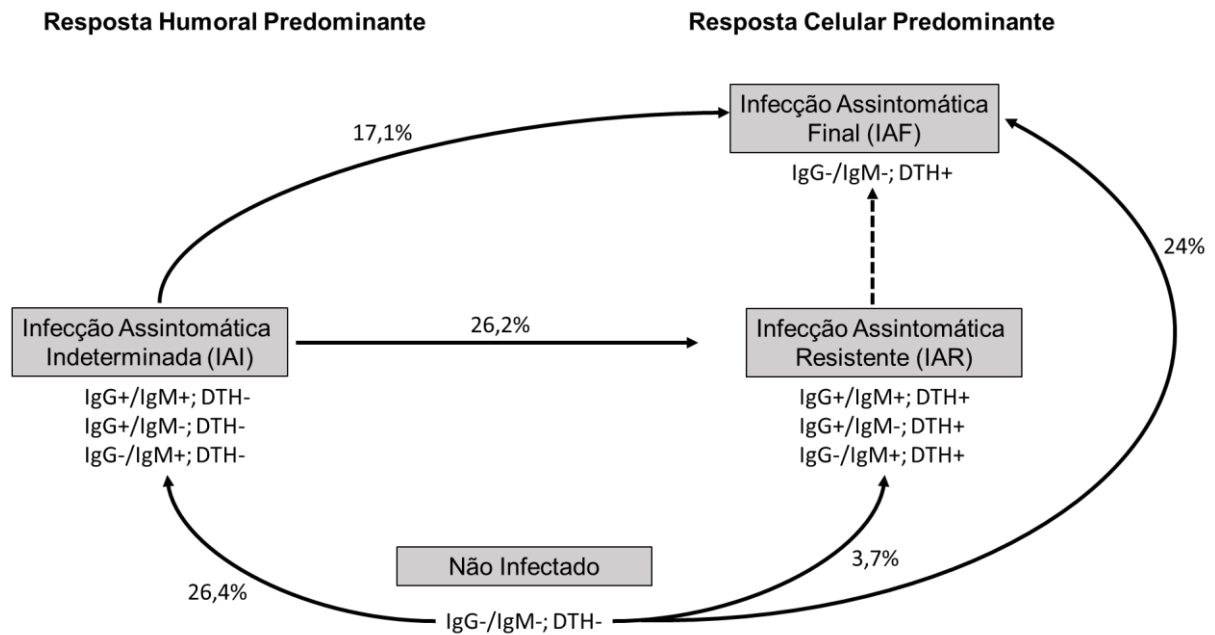 Resposta Humoral Predominante
Resposta Celular Predominante
Infecção Assintomática
Final (IAF)
IgG-/IgM-; DTH+
17,1%
24%
Infecção Assintomática
Indeterminada (IAI)
IgG+/IgM+; DTH-
IgG+/IgM-; DTH-
IgG-/IgM+; DTH-
26,2%
Infecção Assintomática
Resistente (IAR)
IgG+/IgM+; DTH+
IgG+/IgM-; DTH+
IgG-/IgM+; DTH+
26,4%
Não Infectado
IgG-/IgM-; DTH-
3,7%